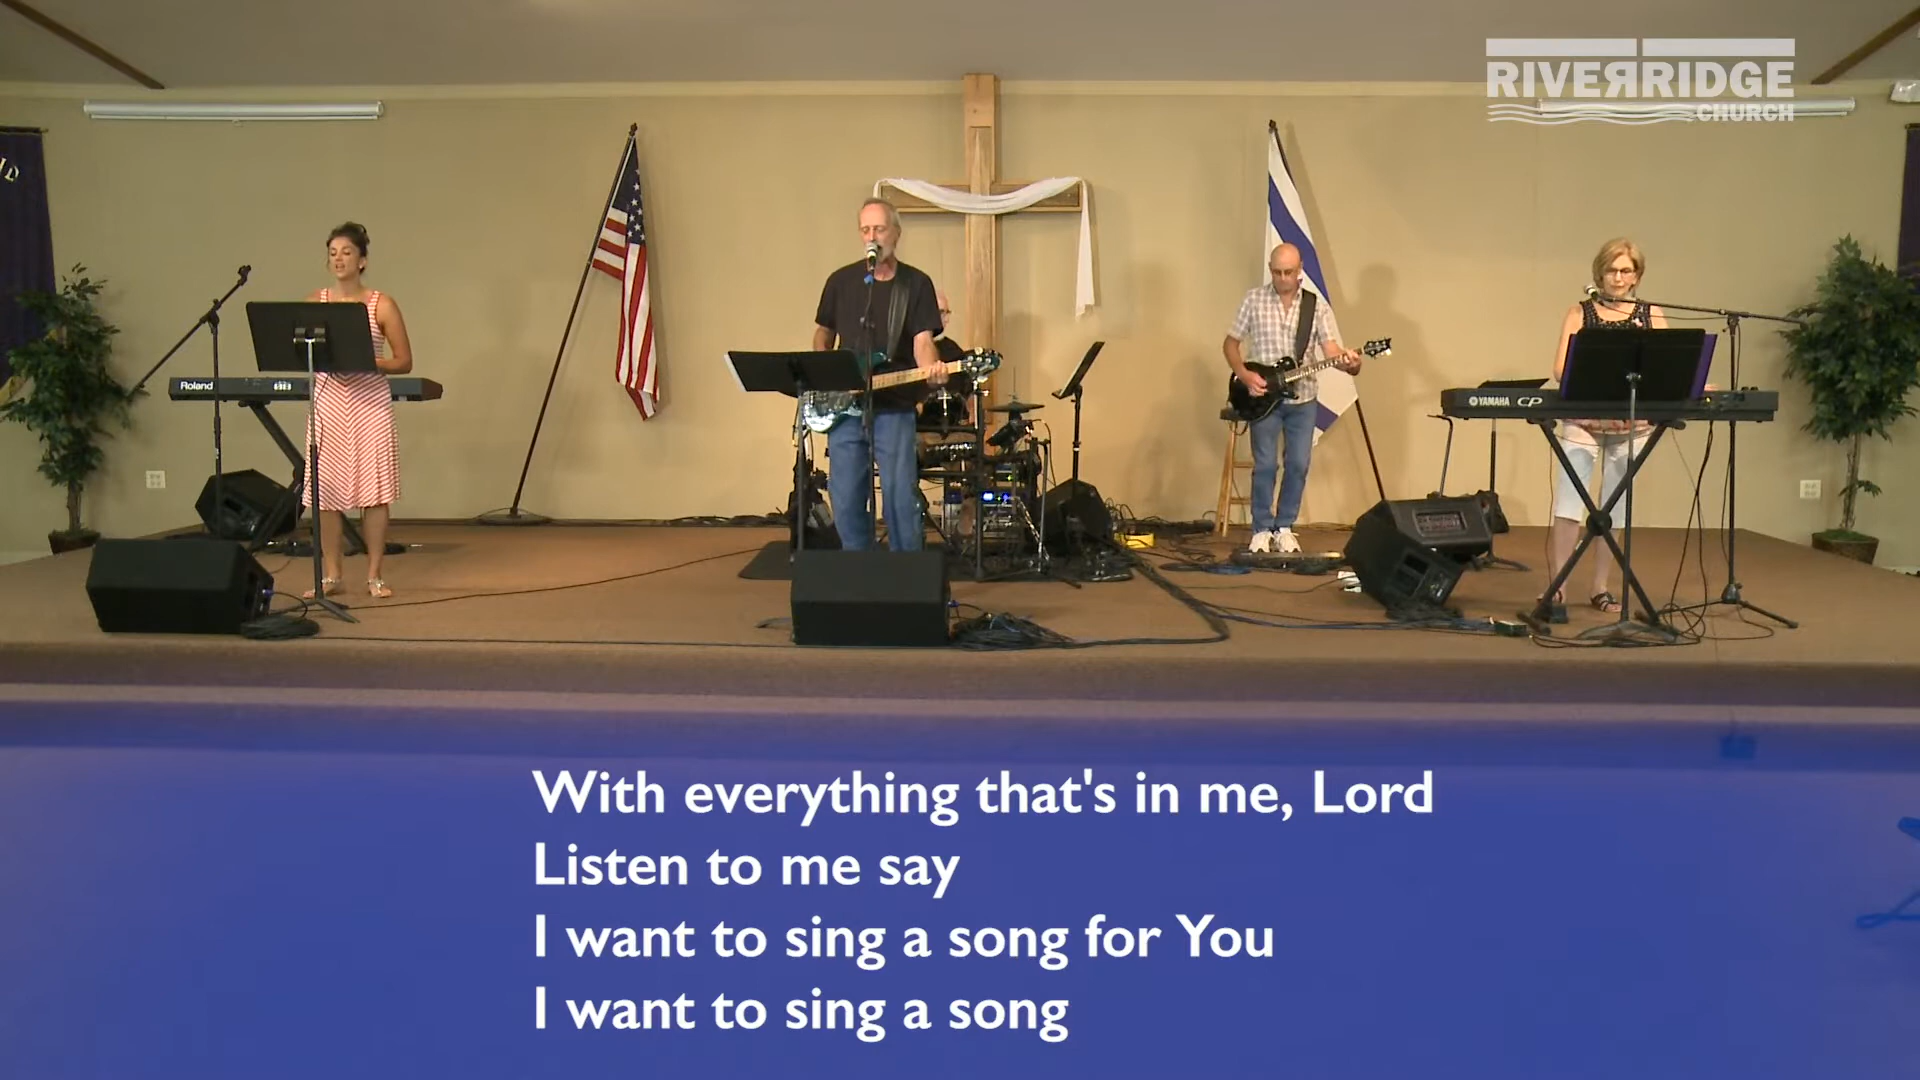 RIVERRIDGE
CHURCH
Roland
YAMAHA CP
With everything that's in me, Lord
Listen to me say
I want to sing a song for You
I want to sing a song